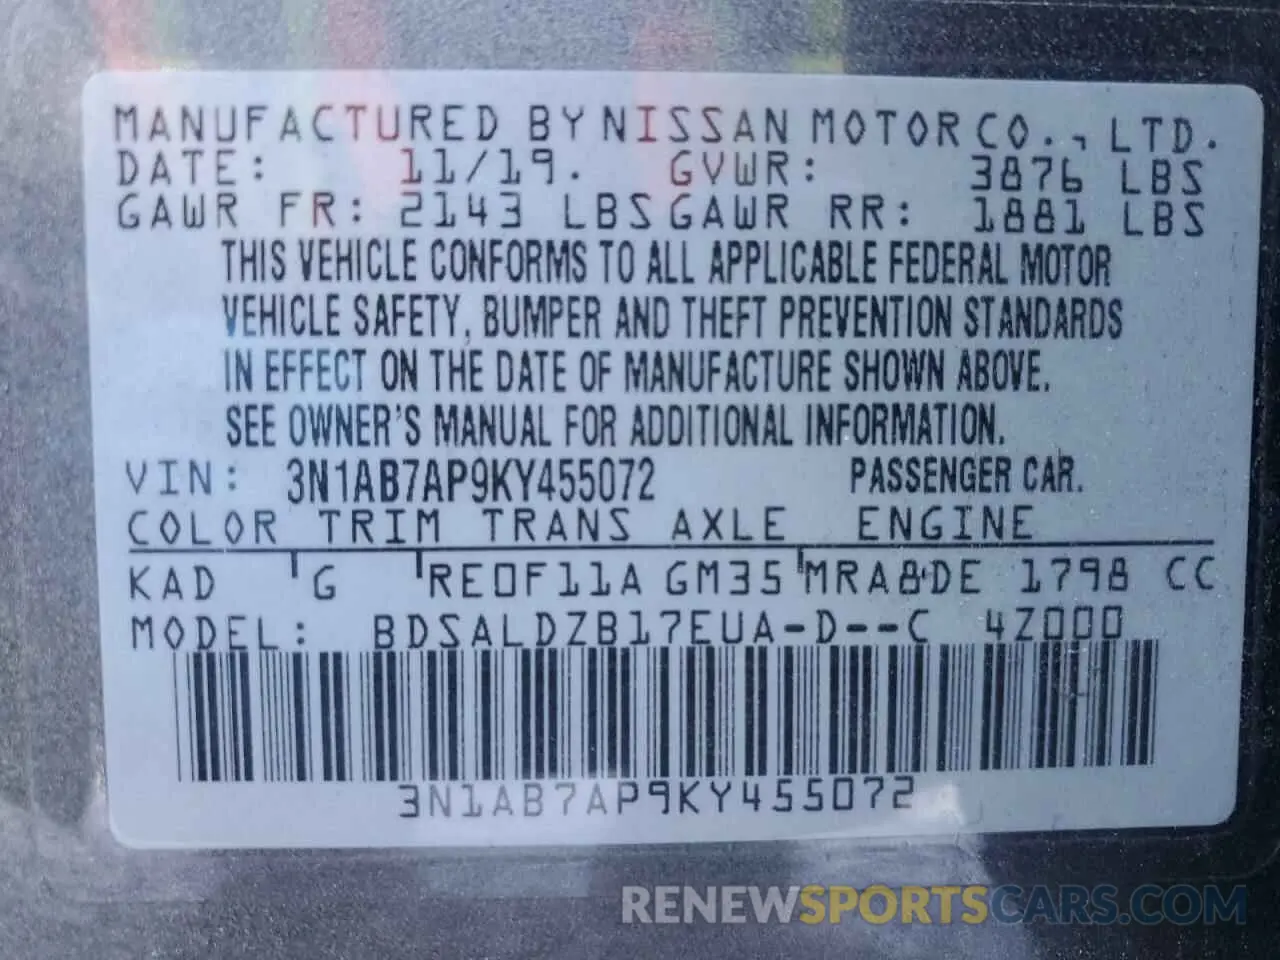 MANUFACTURED BY NISSAN MOTOR CO., LTD.
DATE: 11/19. GVWR: 3876 LBS
GAWR FR: 2143 LBS GAWR RR: 1881 LBS
THIS VEHICLE CONFORMS TO ALL APPLICABLE FEDERAL MOTOR
VEHICLE SAFETY, BUMPER AND THEFT PREVENTION STANDARDS
IN EFFECT ON THE DATE OF MANUFACTURE SHOWN ABOVE.
SEE OWNER'S MANUAL FOR ADDITIONAL INFORMATION.
VIN: 3N1AB7AP9KY455072 PASSENGER CAR.
COLOR TRIM TRANS AXLE ENGINE
KAD G RE0F11A GM35 MRA8DE 1798 CC
MODEL: BDSALDZB17EUA-D--C 4Z000
3N1AB7AP9KY455072
RENEWSPORTSCARS.COM